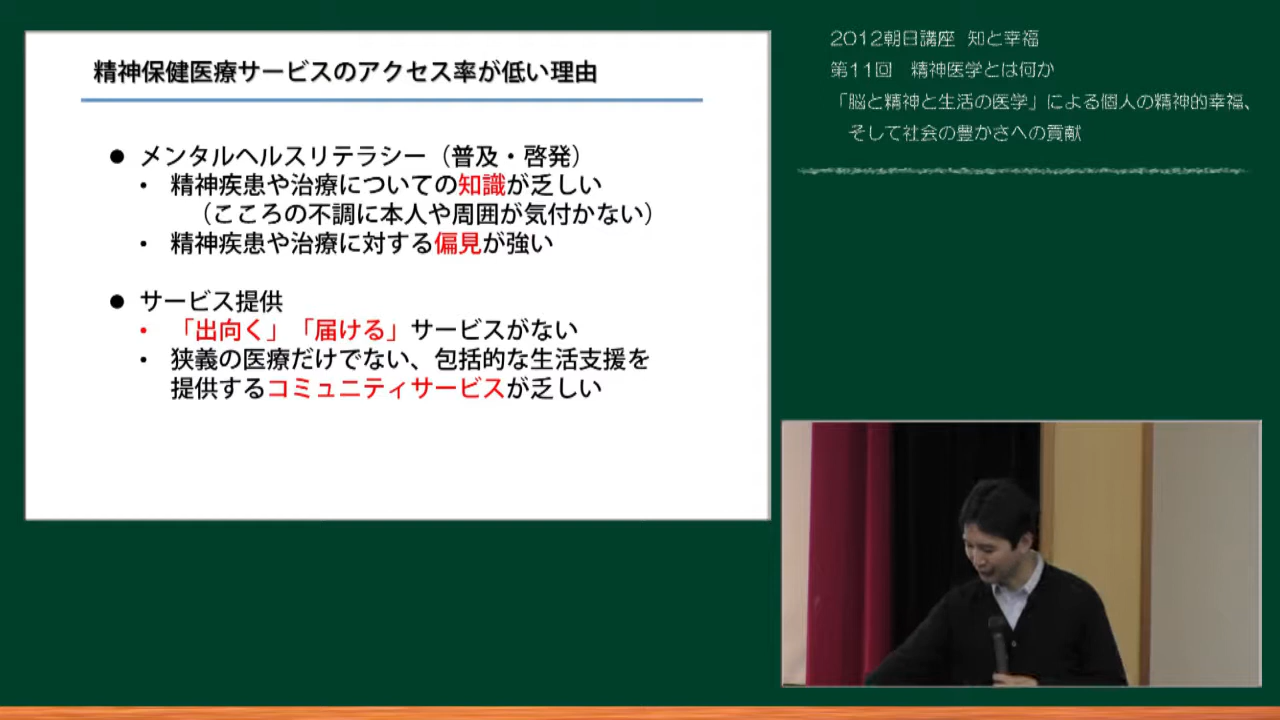 精神保健医療サービスのアクセス率が低い理由
● メンタルヘルスリテラシー（普及・啓発）
・ 精神疾患や治療についての知識が乏しい
（こころの不調に本人や周囲が気付かない）
・ 精神疾患や治療に対する偏見が強い
● サービス提供
・ 「出向く」「届ける」サービスがない
・ 狭義の医療だけでない、包括的な生活支援を
提供するコミュニティサービスが乏しい
2012朝日講座 知と幸福
第11回 精神医学とは何か
「脳と精神と生活の医学」による個人の精神的幸福、
そして社会の豊かさへの貢献